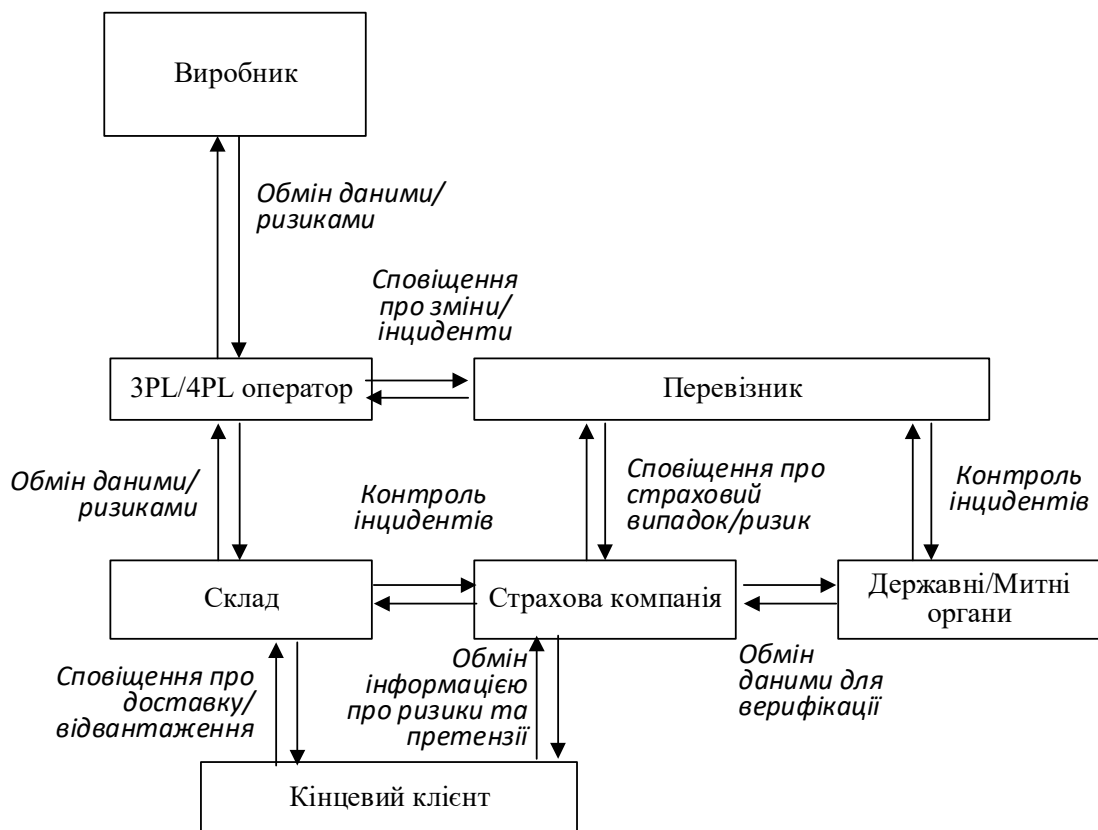 Виробник
Обмін даними/
ризиками
Сповіщення
про зміни/
інциденти
3PL/4PL оператор
Перевізник
Обмін даними/
ризиками
Контроль
інцидентів
Сповіщення про
страховий
випадок/ризик
Контроль
інцидентів
Склад
Страхова компанія
Державні/Митні
органи
Сповіщення про
доставку/
відвантаження
Обмін
інформацією
про ризики та
претензії
Обмін
даними для
верифікації
Кінцевий клієнт